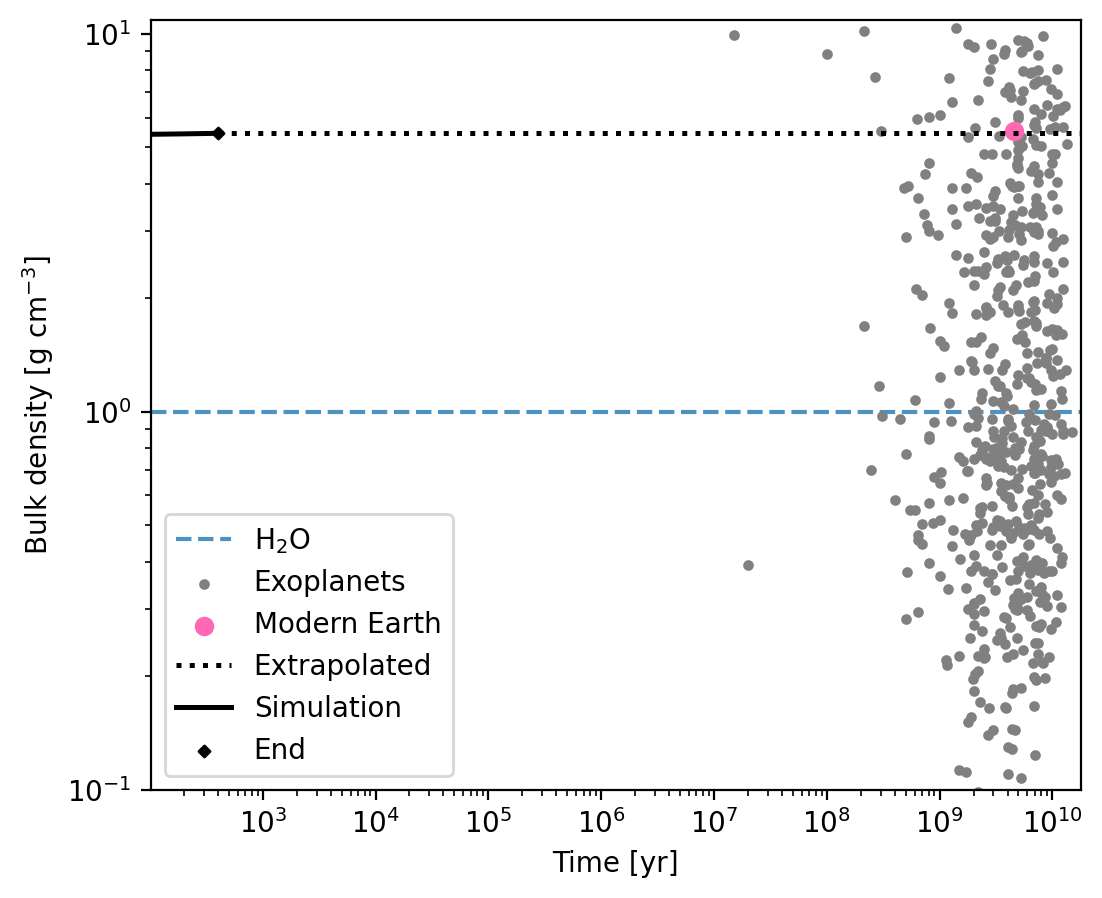 10¹
10⁰
10⁻¹
Bulk density [g cm⁻³]
H₂O
Exoplanets
Modern Earth
Extrapolated
Simulation
End
10³ 10⁴ 10⁵ 10⁶ 10⁷ 10⁸ 10⁹ 10¹⁰
Time [yr]